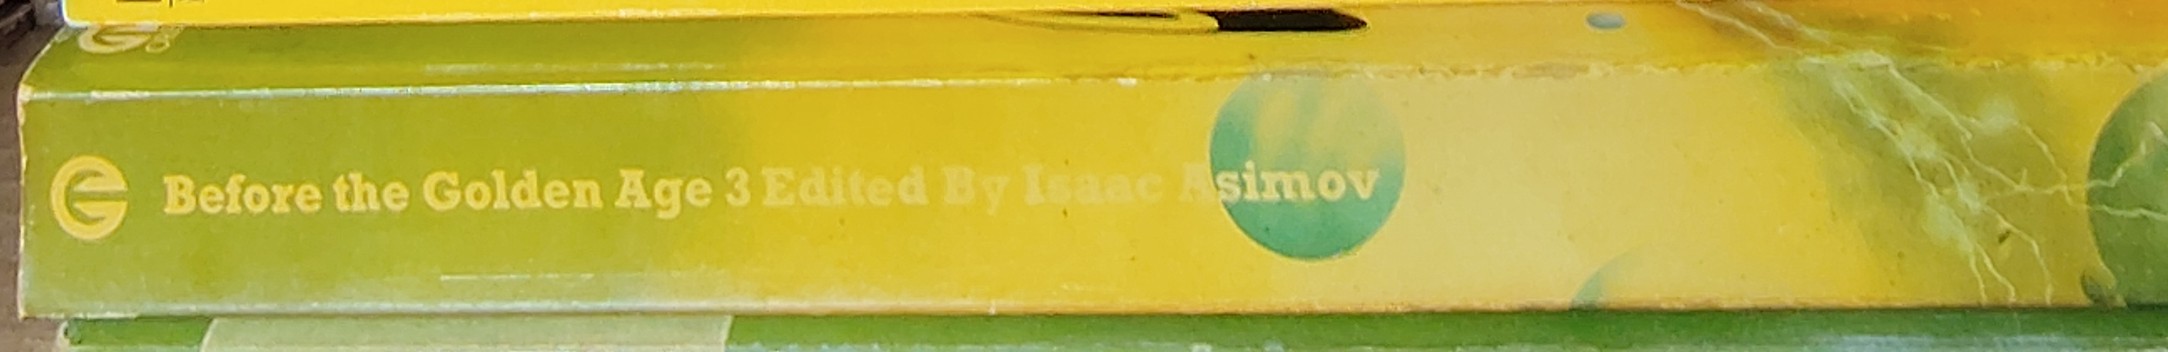 Before the Golden Age 3 Edited By Isaac Asimov